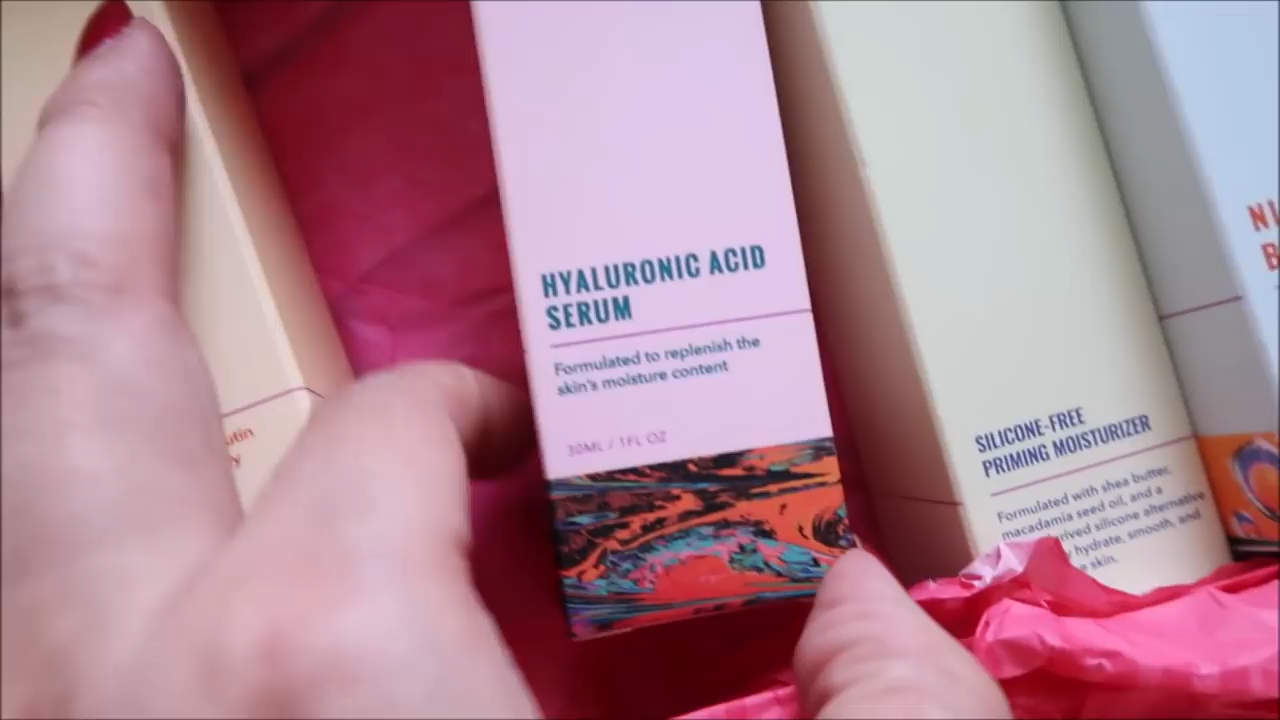 HYALURONIC ACID
SERUM
Formulated to replenish the
skin's moisture content
30ML / 1FL OZ
SILICONE-FREE
PRIMING MOISTURIZER
Formulated with shea butter,
macadamia seed oil, and a
silicone alternative
hydrate, smooth, and
skin.